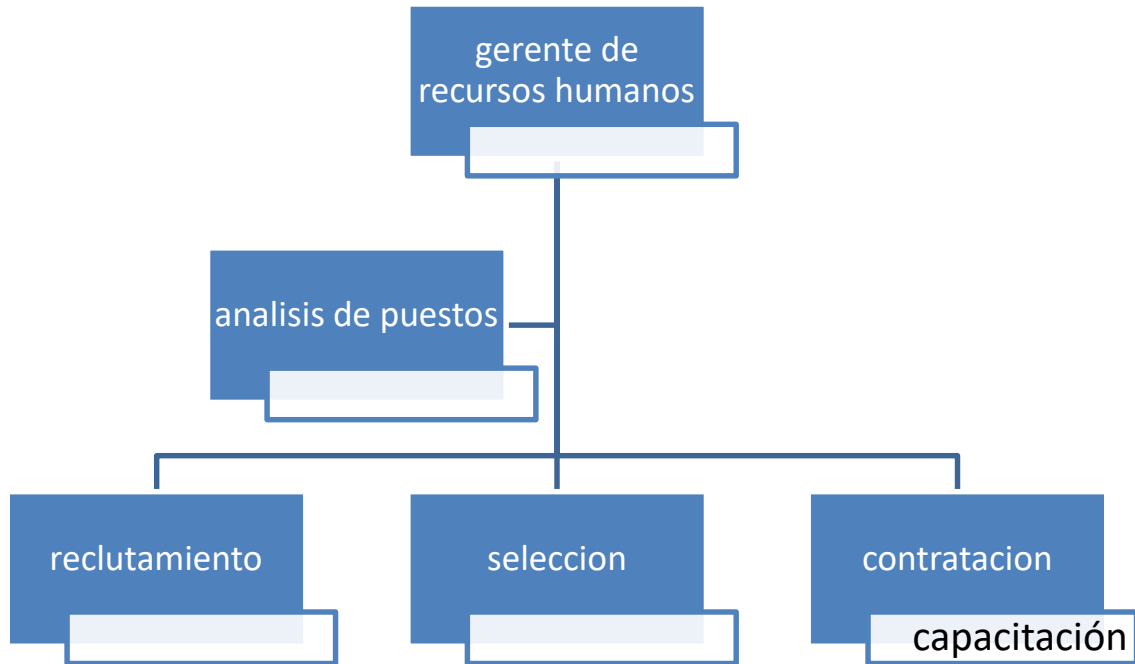 gerente de
recursos humanos
analisis de puestos
reclutamiento
seleccion
contratacion
capacitación